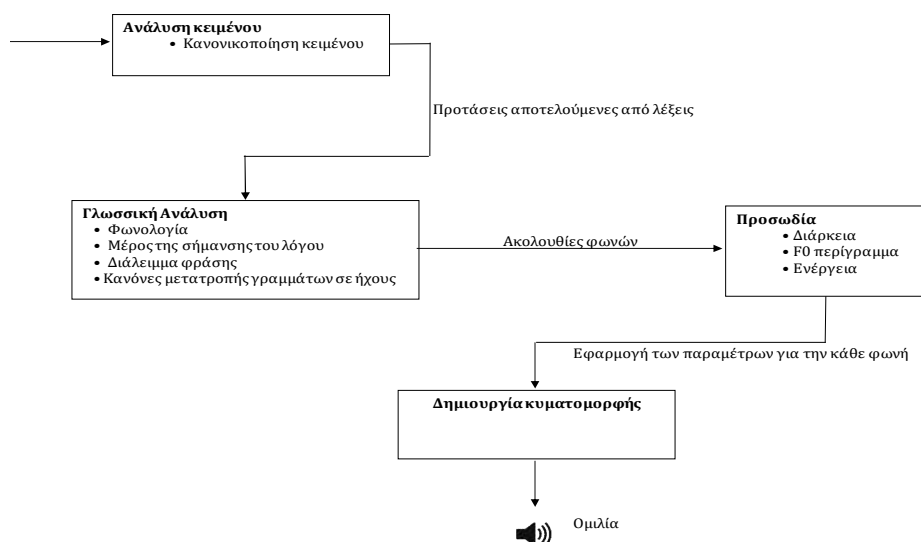 Ανάλυση κειμένου
• Κανονικοποίηση κειμένου
Προτάσεις αποτελούμενες από λέξεις
Γλωσσική Ανάλυση
• Φωνολογία
• Μέρος της σήμανσης του λόγου
• Διάλειμμα φράσης
• Κανόνες μετατροπής γραμμάτων σε ήχους
Ακολουθίες φωνών
Προσωδία
• Διάρκεια
• F0 περίγραμμα
• Ενέργεια
Εφαρμογή των παραμέτρων για την κάθε φωνή
Δημιουργία κυματομορφής
Ομιλία